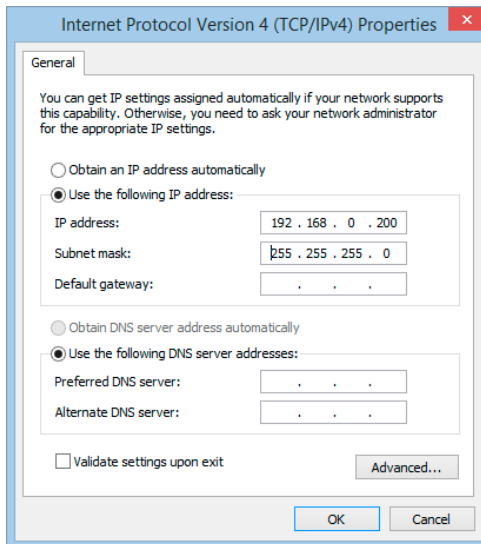 Internet Protocol Version 4 (TCP/IPv4) Properties
General
You can get IP settings assigned automatically if your network supports
this capability. Otherwise, you need to ask your network administrator
for the appropriate IP settings.
Obtain an IP address automatically
Use the following IP address:
IP address: 192 . 168 . 0 . 200
Subnet mask: 255 . 255 . 255 . 0
Default gateway: . . .
Obtain DNS server address automatically
Use the following DNS server addresses:
Preferred DNS server: . . .
Alternate DNS server: . . .
Validate settings upon exit
Advanced...
OK Cancel